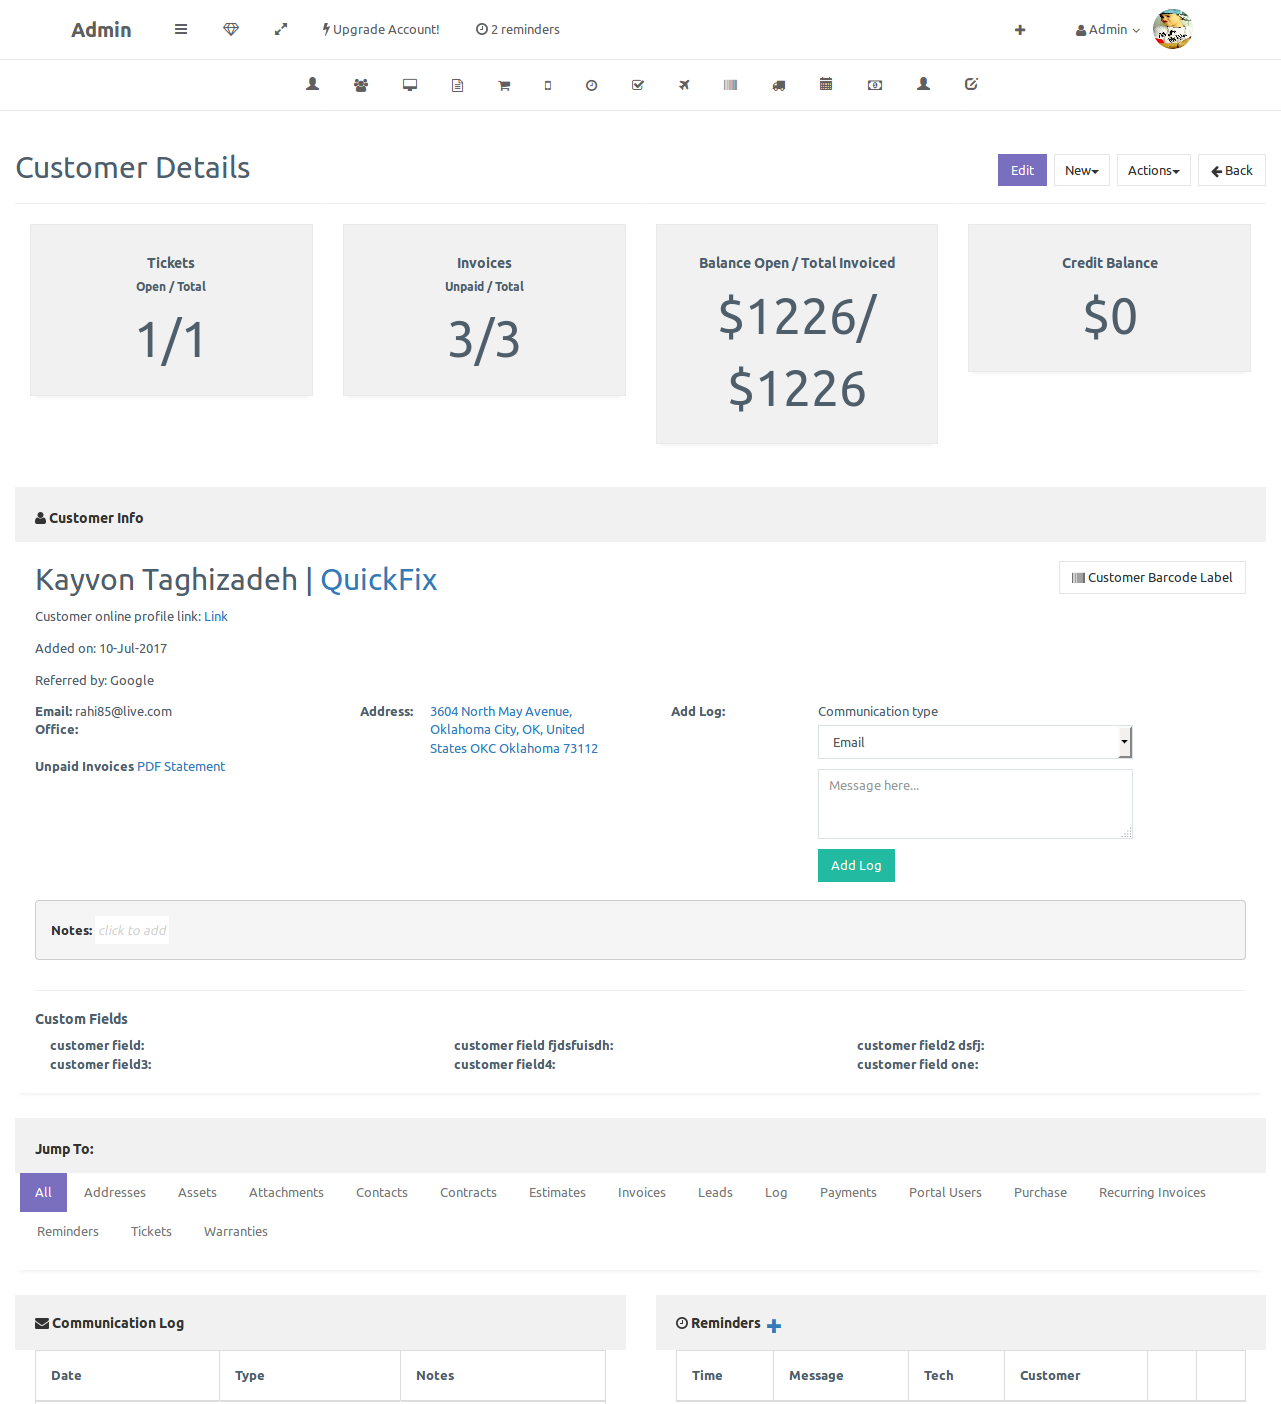 Admin Upgrade Account! 2 reminders Admin
Customer Details Edit New Actions Back
Tickets
Open / Total
1/1
Invoices
Unpaid / Total
3/3
Balance Open / Total Invoiced
$1226/
$1226
Credit Balance
$0
Customer Info
Kayvon Taghizadeh | QuickFix
Customer Barcode Label
Customer online profile link: Link
Added on: 10-Jul-2017
Referred by: Google
Email: rahi85@live.com
Office:
Unpaid Invoices PDF Statement
Address:
3604 North May Avenue,
Oklahoma City, OK, United
States OKC Oklahoma 73112
Add Log:
Communication type
Email
Message here...
Add Log
Notes: click to add
Custom Fields
customer field: customer field fjdsfuisdh: customer field2 dsfj:
customer field3: customer field4: customer field one:
Jump To:
All Addresses Assets Attachments Contacts Contracts Estimates Invoices Leads Log Payments Portal Users Purchase Recurring Invoices
Reminders Tickets Warranties
Communication Log
Date Type Notes
Reminders
Time Message Tech Customer